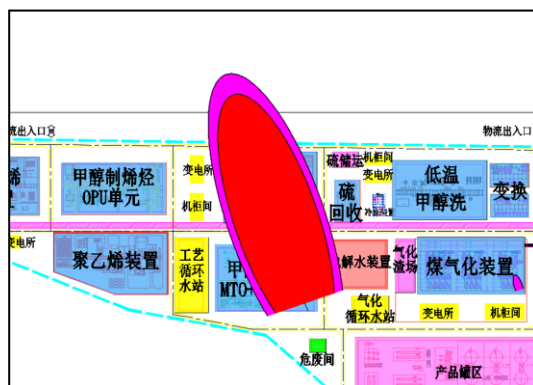 流出入口
物流出入口
硫储运
机柜间
变电所
变电所
甲醇制烯烃
OPU单元
硫
回收
低温
甲醇洗
变换
烯
机柜间
变电所
聚乙烯装置
工艺
循环
水站
甲
MTO+
解水装置
气化
渣场
煤气化装置
气化
循环水站
变电所
机柜间
危废间
产品罐区